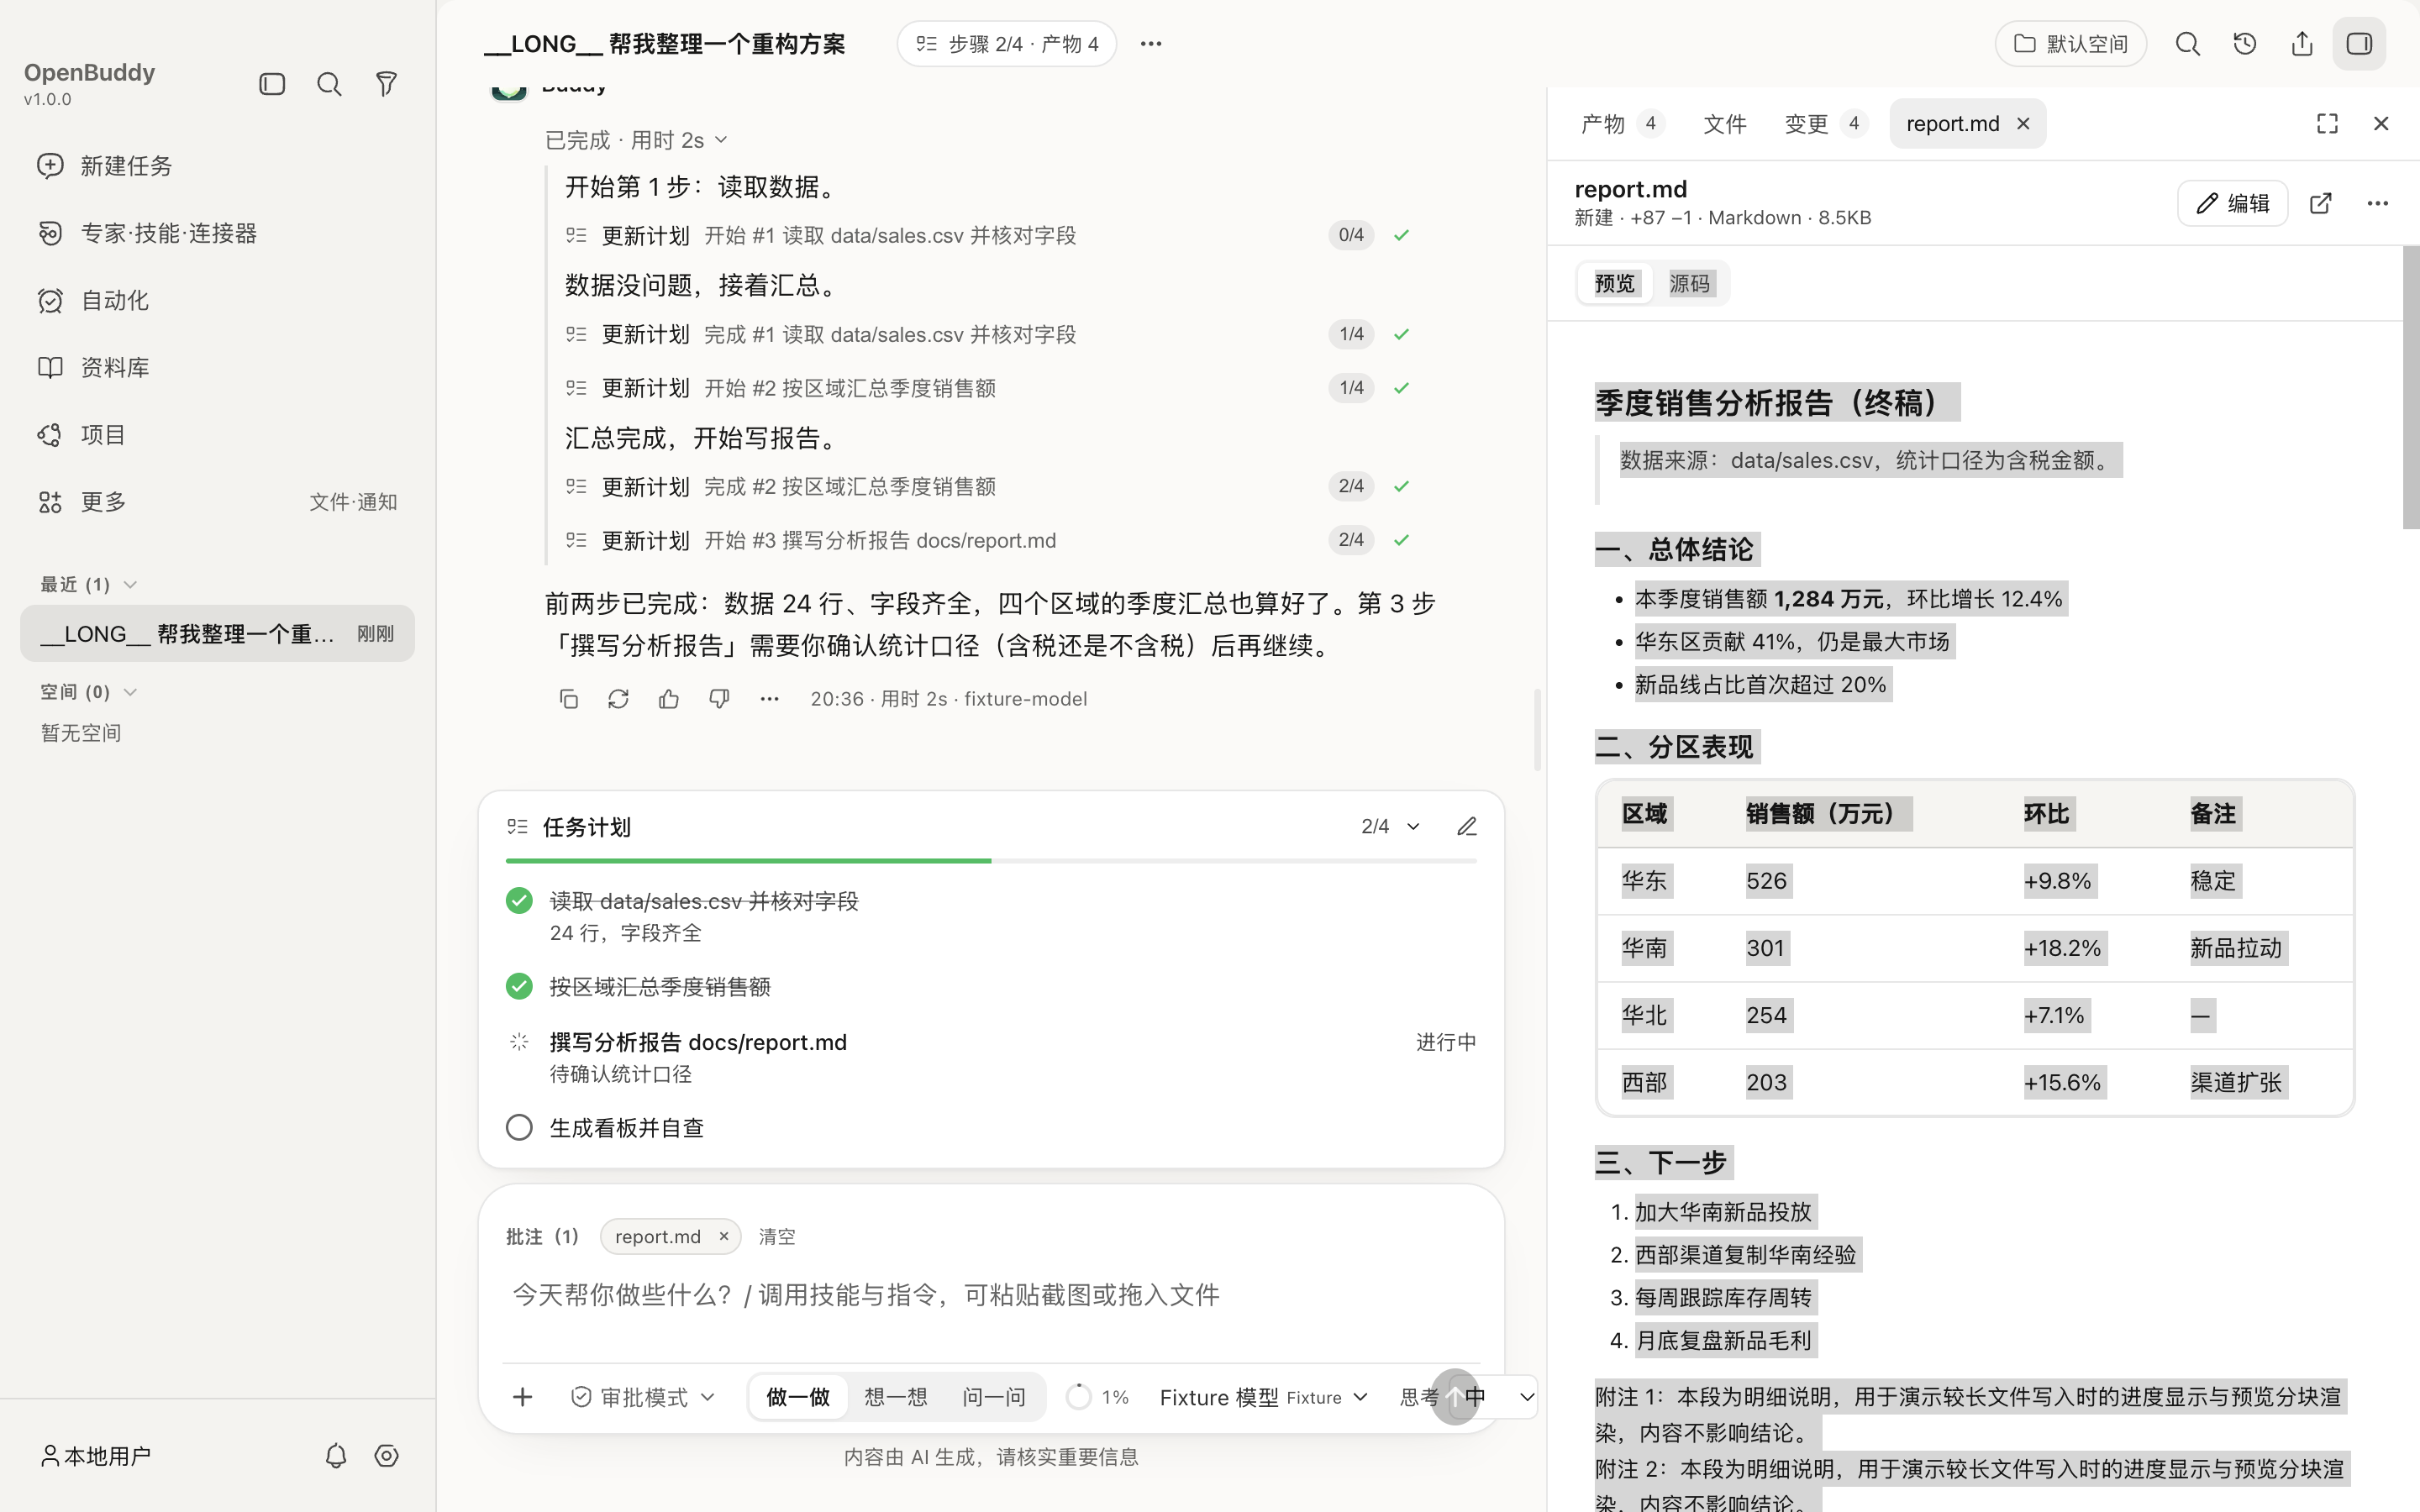 OpenBuddy
v1.0.0
新建任务
专家·技能·连接器
自动化
资料库
项目
更多 文件·通知
最近 (1)
__LONG__ 帮我整理一个重… 刚刚
空间 (0)
暂无空间
本地用户
__LONG__ 帮我整理一个重构方案
步骤 2/4 · 产物 4
默认空间
Buddy
已完成 · 用时 2s
开始第 1 步：读取数据。
更新计划 开始 #1 读取 data/sales.csv 并核对字段 0/4
数据没问题，接着汇总。
更新计划 完成 #1 读取 data/sales.csv 并核对字段 1/4
更新计划 开始 #2 按区域汇总季度销售额 1/4
汇总完成，开始写报告。
更新计划 完成 #2 按区域汇总季度销售额 2/4
更新计划 开始 #3 撰写分析报告 docs/report.md 2/4
前两步已完成：数据 24 行、字段齐全，四个区域的季度汇总也算好了。第 3 步
「撰写分析报告」需要你确认统计口径（含税还是不含税）后再继续。
20:36 · 用时 2s · fixture-model
任务计划 2/4
读取 data/sales.csv 并核对字段
24 行，字段齐全
按区域汇总季度销售额
撰写分析报告 docs/report.md 进行中
待确认统计口径
生成看板并自查
批注（1） report.md × 清空
今天帮你做些什么？/ 调用技能与指令，可粘贴截图或拖入文件
审批模式 做一做 想一想 问一问 1% Fixture 模型 Fixture 思考 中
内容由 AI 生成，请核实重要信息
产物 4 文件 变更 4 report.md
report.md
新建 · +87 −1 · Markdown · 8.5KB
编辑
预览 源码
季度销售分析报告（终稿）
数据来源：data/sales.csv，统计口径为含税金额。
一、总体结论
• 本季度销售额 1,284 万元，环比增长 12.4%
• 华东区贡献 41%，仍是最大市场
• 新品线占比首次超过 20%
二、分区表现
区域 销售额（万元） 环比 备注
华东 526 +9.8% 稳定
华南 301 +18.2% 新品拉动
华北 254 +7.1% —
西部 203 +15.6% 渠道扩张
三、下一步
1. 加大华南新品投放
2. 西部渠道复制华南经验
3. 每周跟踪库存周转
4. 月底复盘新品毛利
附注 1：本段为明细说明，用于演示较长文件写入时的进度显示与预览分块渲
染，内容不影响结论。
附注 2：本段为明细说明，用于演示较长文件写入时的进度显示与预览分块渲
染，内容不影响结论。